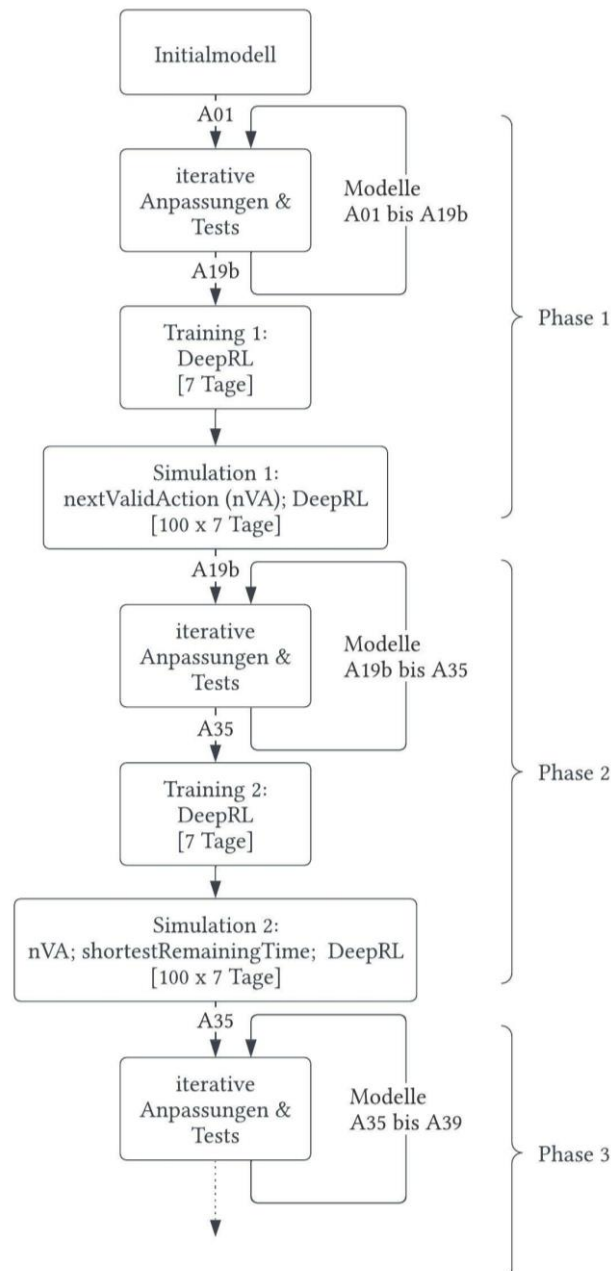 Initialmodell
A01
iterative
Anpassungen &
Tests
Modelle
A01 bis A19b
A19b
Training 1:
DeepRL
[7 Tage]
Phase 1
Simulation 1:
nextValidAction (nVA); DeepRL
[100 x 7 Tage]
A19b
iterative
Anpassungen &
Tests
Modelle
A19b bis A35
A35
Training 2:
DeepRL
[7 Tage]
Phase 2
Simulation 2:
nVA; shortestRemainingTime; DeepRL
[100 x 7 Tage]
A35
iterative
Anpassungen &
Tests
Modelle
A35 bis A39
Phase 3